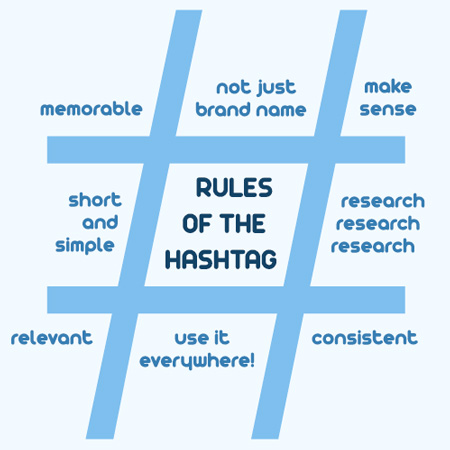 memorable
not just
brand name
make
sense
short
and
simple
RULES
OF THE
HASHTAG
research
research
research
relevant
use it
everywhere!
consistent